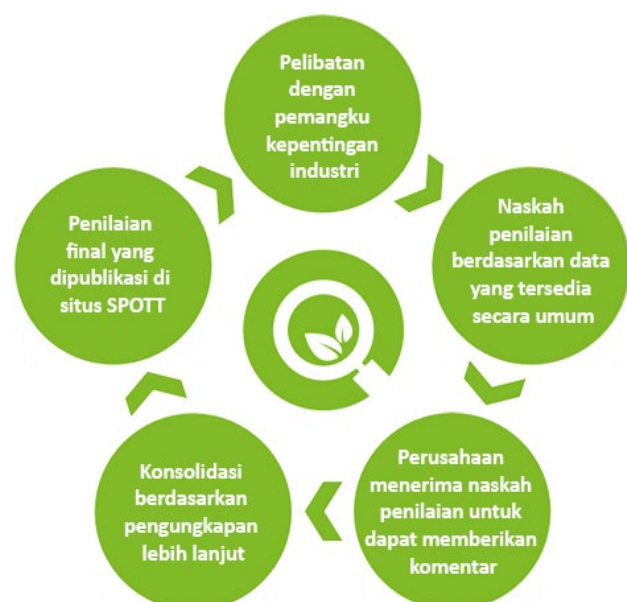 Pelibatan
dengan
pemangku
kepentingan
industri
Naskah
penilaian
berdasarkan data
yang tersedia
secara umum
Perusahaan
menerima naskah
penilaian untuk
dapat memberikan
komentar
Konsolidasi
berdasarkan
pengungkapan
lebih lanjut
Penilaian
final yang
dipublikasi di
situs SPOTT